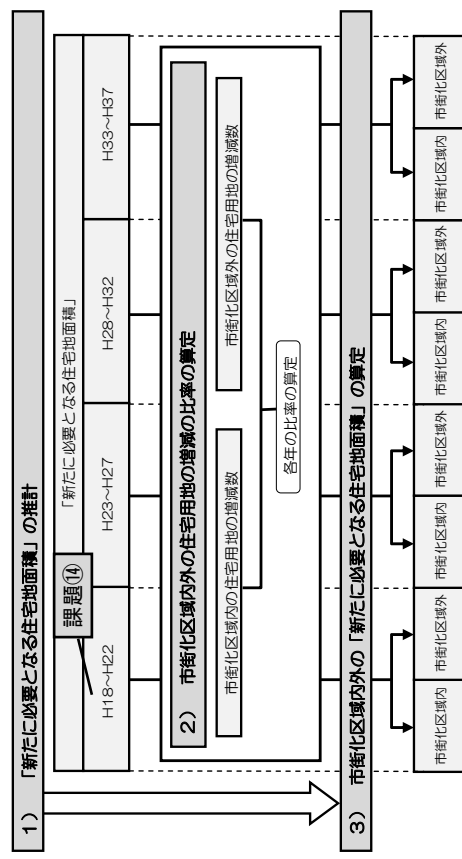 1) 「新たに必要となる住宅地面積」の推計
「新たに必要となる住宅地面積」
課題⑭
H18~H22
H23~H27
H28~H32
H33~H37
2) 市街化区域内外の住宅用地の増減の比率の算定
市街化区域内の住宅用地の増減数
市街化区域外の住宅用地の増減数
各年の比率の算定
3) 市街化区域内外の「新たに必要となる住宅地面積」の算定
市街化区域内
市街化区域外
市街化区域内
市街化区域外
市街化区域内
市街化区域外
市街化区域内
市街化区域外